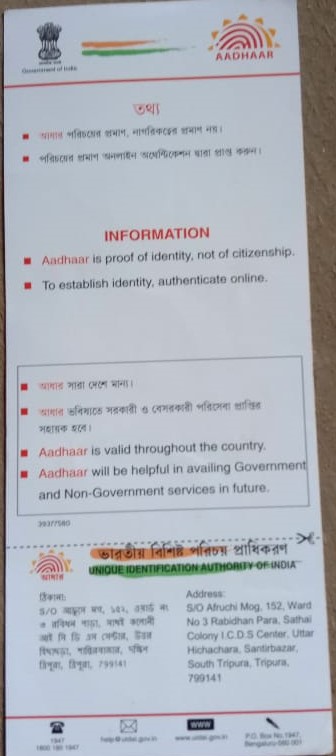 Government of India
AADHAAR
তথ্য
আধার পরিচয়ের প্রমাণ, নাগরিকত্বের প্রমাণ নয়।
পরিচয়ের প্রমাণ অনলাইন অথেন্টিকেশন দ্বারা প্রাপ্ত করুন।
INFORMATION
Aadhaar is proof of identity, not of citizenship.
To establish identity, authenticate online.
আধার সারা দেশে মান্য।
আধার ভবিষ্যতে সরকারী ও বেসরকারী পরিসেবা প্রাপ্তির
সহায়ক হবে।
Aadhaar is valid throughout the country.
Aadhaar will be helpful in availing Government
and Non-Government services in future.
39377580
ভারতীয় বিশিষ্ট পরিচয় প্রাধিকরণ
UNIQUE IDENTIFICATION AUTHORITY OF INDIA
আধার
ঠিকানা:
S/O মগ, ১৫২, ওয়ার্ড নং
৩ পাড়া, কলোনী
আই সি ডি এস সেন্টার, উত্তর
হিছাছড়া, শান্তিরবাজার, দক্ষিণ
ত্রিপুরা, ত্রিপুরা, 799141
Address:
S/O Afruchi Mog, 152, Ward
No 3 Rabidhan Para, Sathai
Colony I.C.D.S Center, Uttar
Hichachara, Santirbazar,
South Tripura, Tripura,
799141
1947
1800 180 1947
help@uidai.gov.in
WWW
www.uidai.gov.in
P.O. Box No.1947,
Bengaluru-560 001